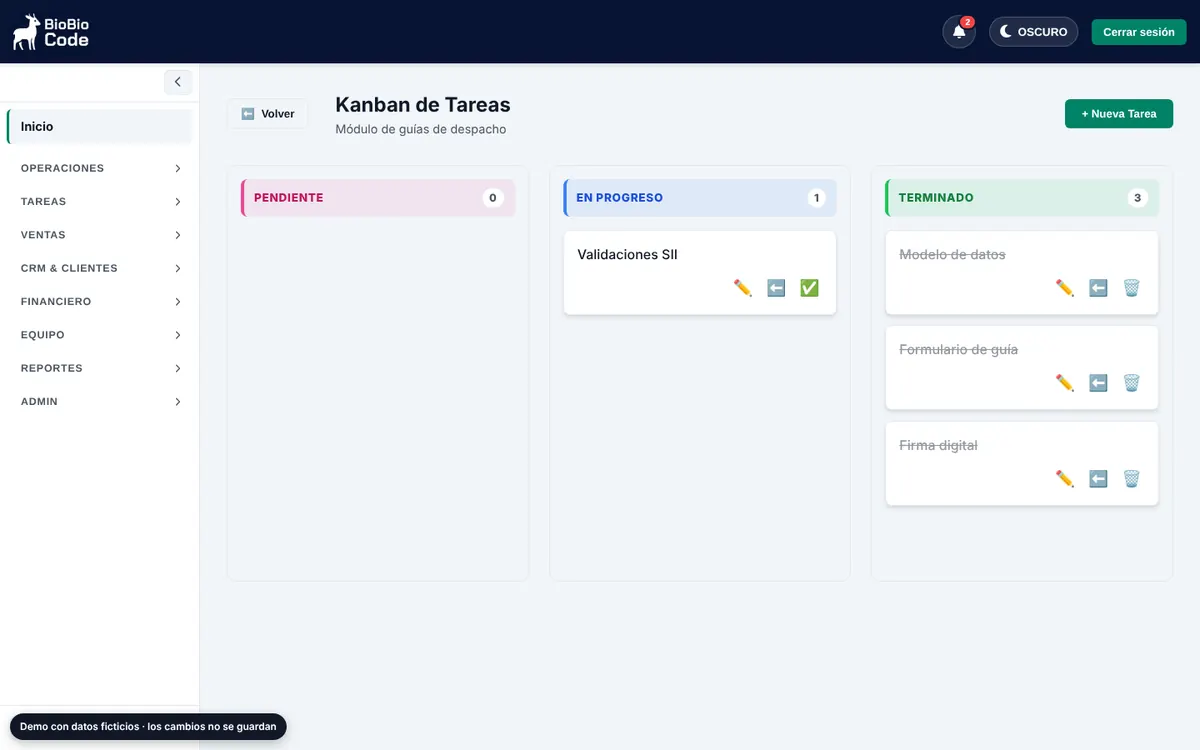 BioBio
Code
2
OSCURO
Cerrar sesión
Inicio
OPERACIONES
TAREAS
VENTAS
CRM & CLIENTES
FINANCIERO
EQUIPO
REPORTES
ADMIN
Volver
Kanban de Tareas
Módulo de guías de despacho
+ Nueva Tarea
PENDIENTE 0
EN PROGRESO 1
Validaciones SII
TERMINADO 3
Modelo de datos
Formulario de guía
Firma digital
Demo con datos ficticios · los cambios no se guardan